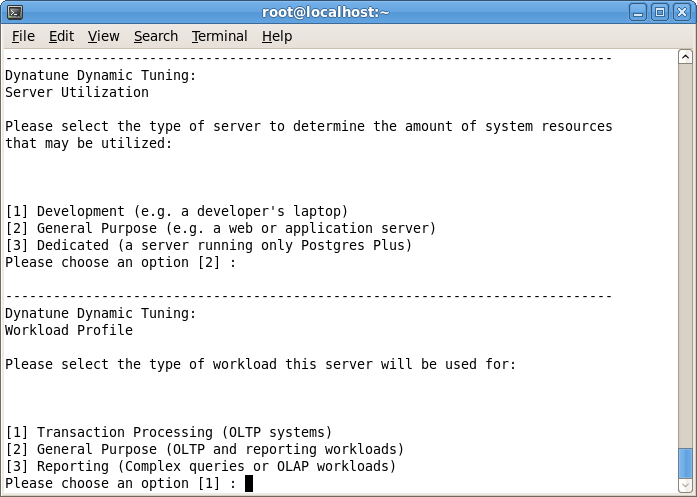 root@localhost:~
File Edit View Search Terminal Help
----------------------------------------------------------------------------
Dynatune Dynamic Tuning:
Server Utilization
Please select the type of server to determine the amount of system resources
that may be utilized:
[1] Development (e.g. a developer's laptop)
[2] General Purpose (e.g. a web or application server)
[3] Dedicated (a server running only Postgres Plus)
Please choose an option [2] :
----------------------------------------------------------------------------
Dynatune Dynamic Tuning:
Workload Profile
Please select the type of workload this server will be used for:
[1] Transaction Processing (OLTP systems)
[2] General Purpose (OLTP and reporting workloads)
[3] Reporting (Complex queries or OLAP workloads)
Please choose an option [1] :